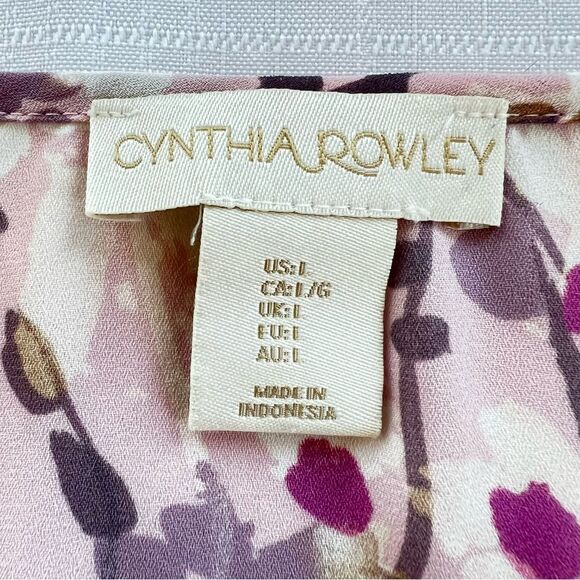 CYNTHIA ROWLEY
US: L
CA: L/G
UK: L
EU: L
AU: L
MADE IN
INDONESIA